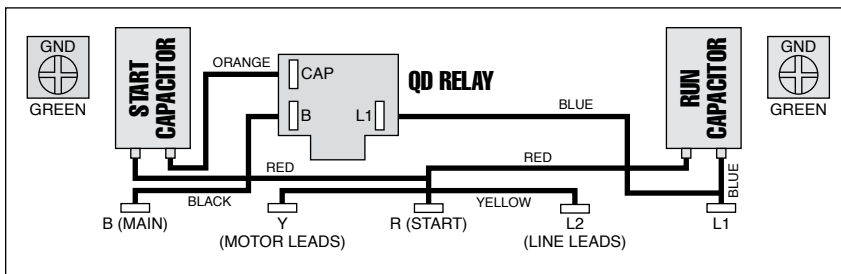 GND
GREEN
START
CAPACITOR
ORANGE
CAP
B
L1
QD RELAY
BLUE
RUN
CAPACITOR
GND
GREEN
RED
RED
BLUE
BLACK
YELLOW
B (MAIN)
Y
R (START)
L2
L1
(MOTOR LEADS)
(LINE LEADS)